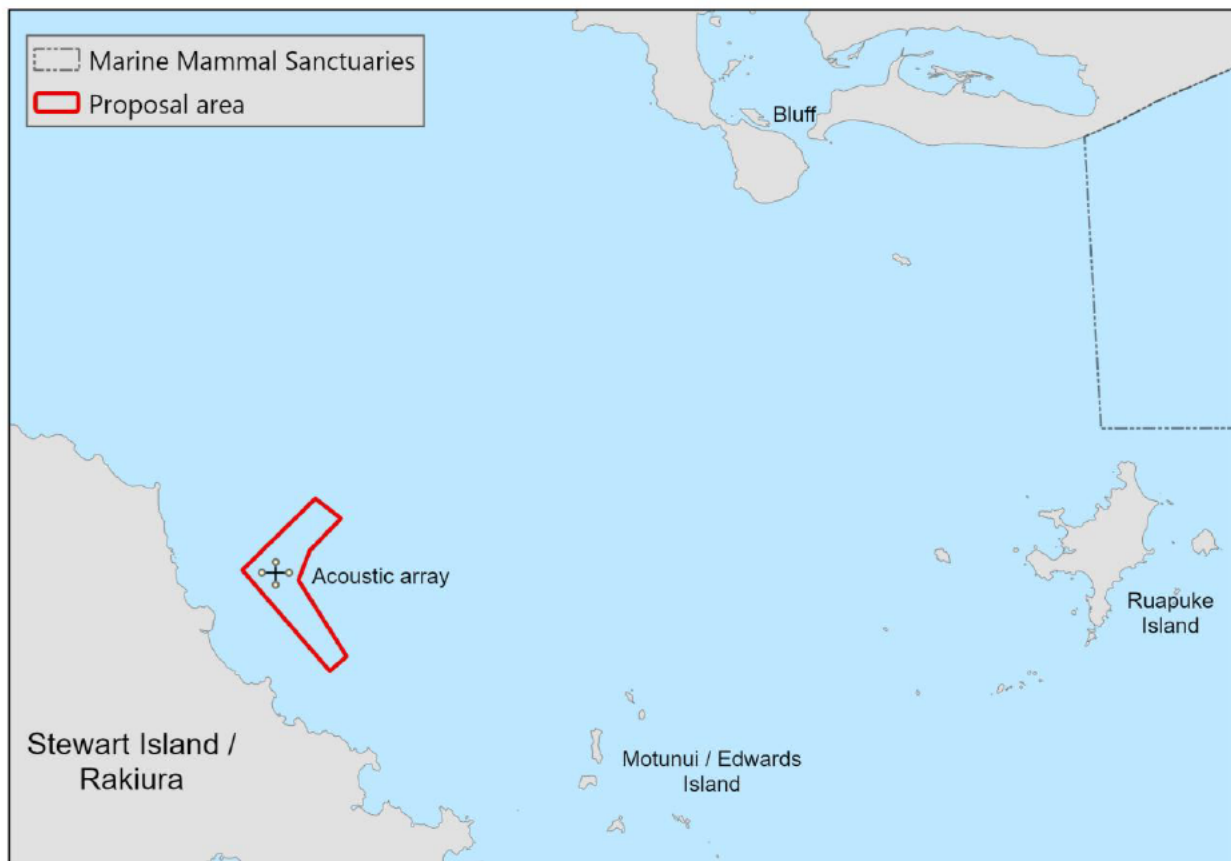 Marine Mammal Sanctuaries
Proposal area
Bluff
Acoustic array
Ruapuke
Island
Stewart Island /
Rakiura
Motunui / Edwards
Island